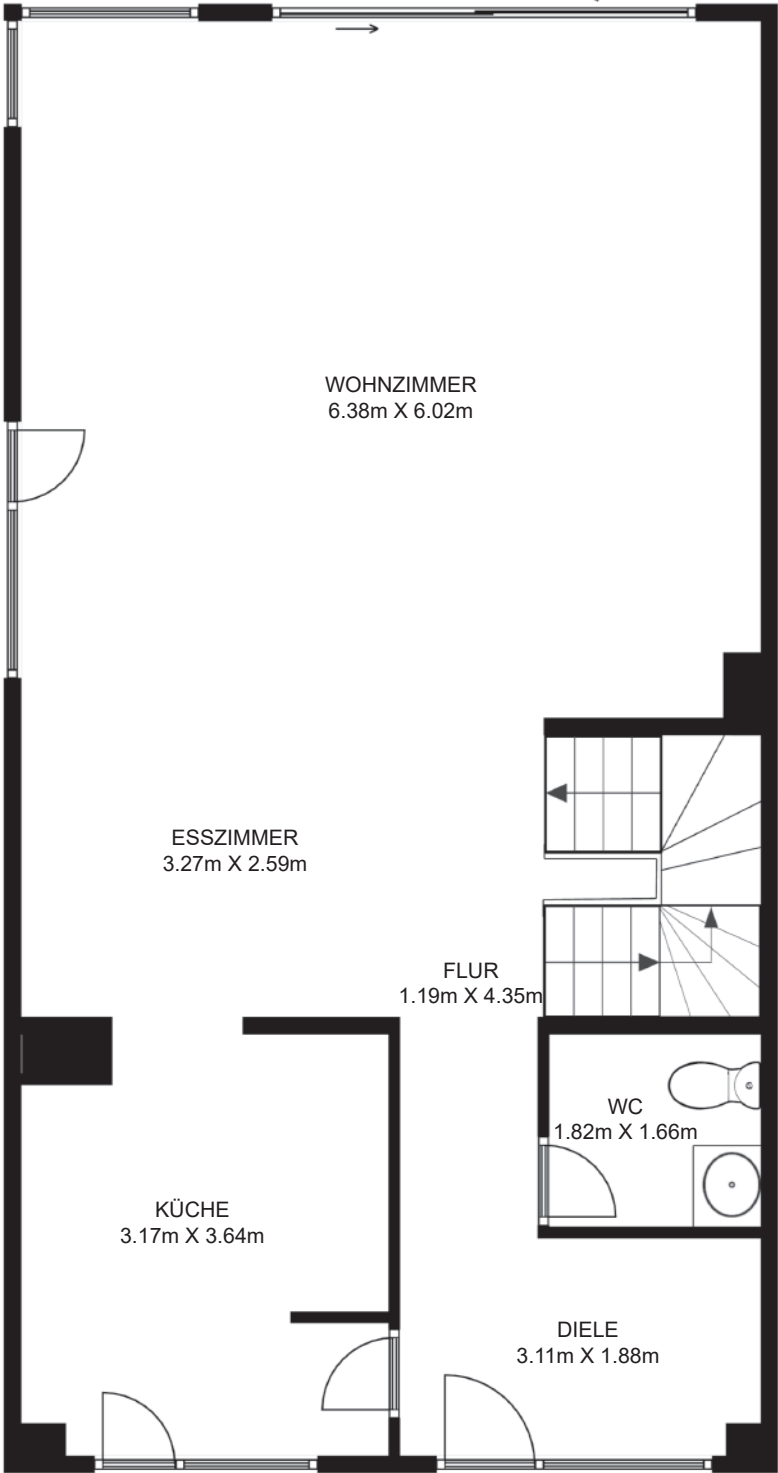 WOHNZIMMER
6.38m X 6.02m
ESSZIMMER
3.27m X 2.59m
FLUR
1.19m X 4.35m
WC
1.82m X 1.66m
KÜCHE
3.17m X 3.64m
DIELE
3.11m X 1.88m